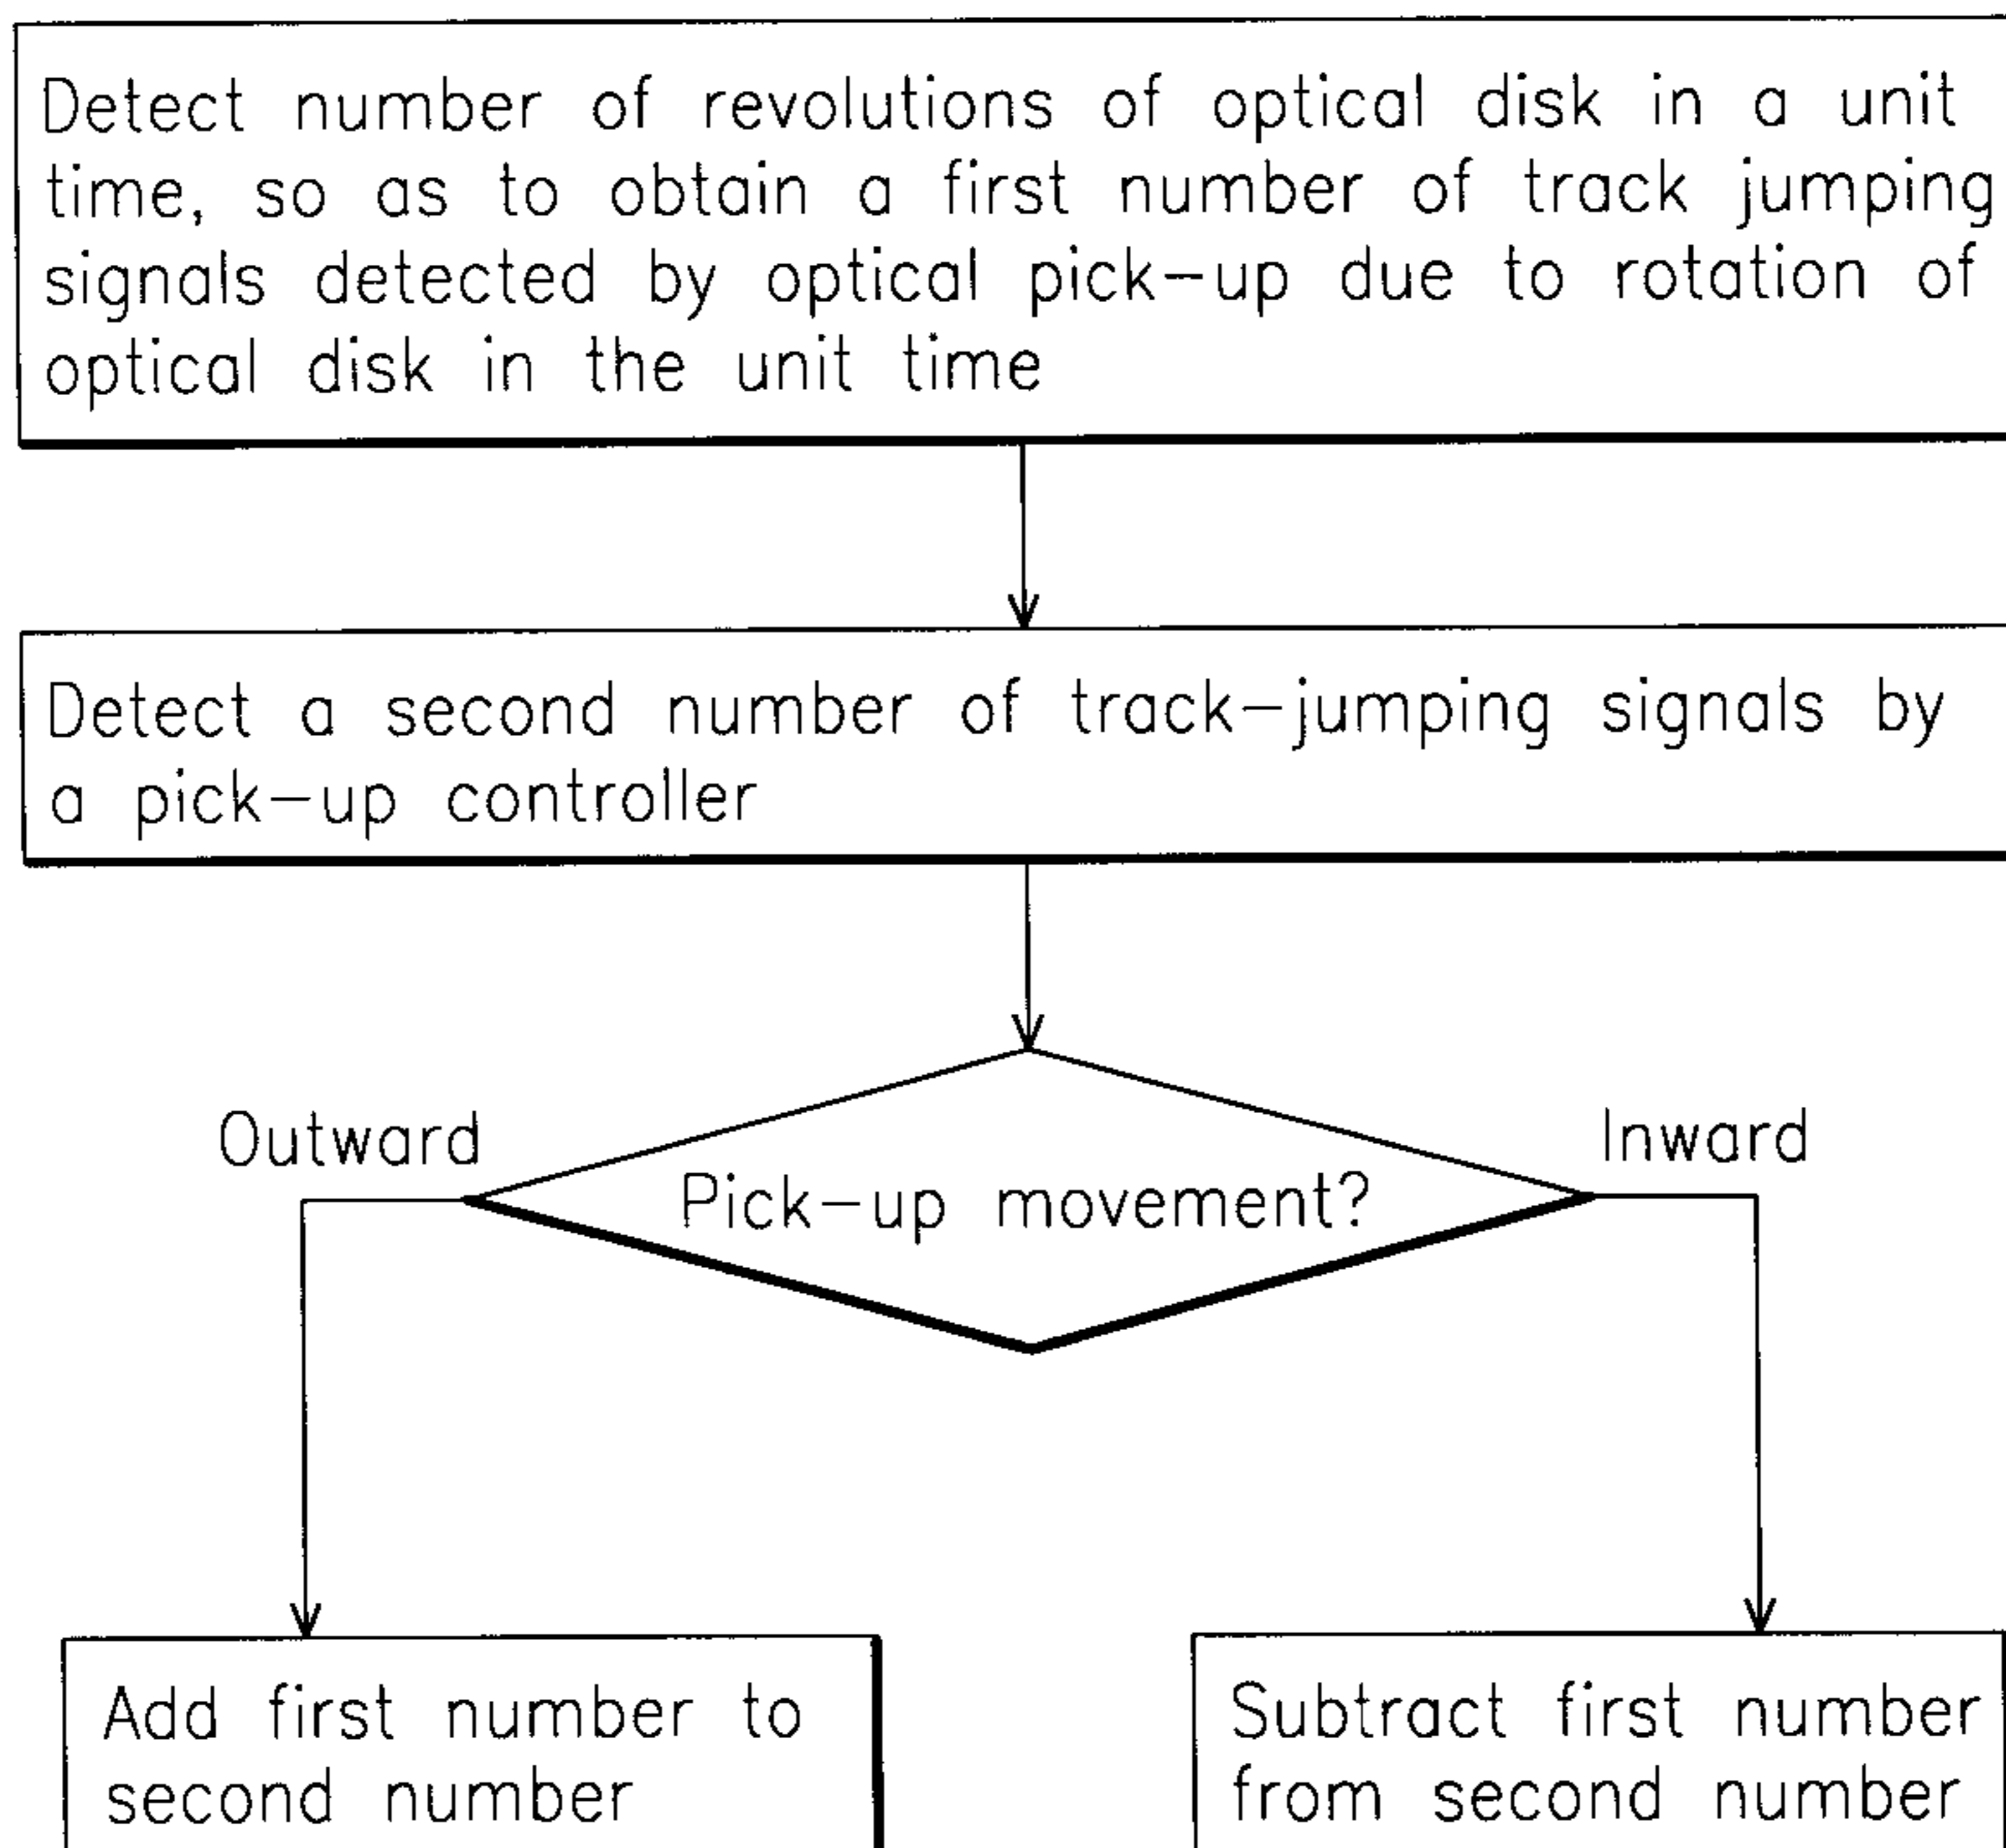 Detect number of revolutions of optical disk in a unit
time, so as to obtain a first number of track jumping
signals detected by optical pick-up due to rotation of
optical disk in the unit time
Detect a second number of track-jumping signals by
a pick-up controller
Outward
Inward
Pick-up movement?
Add first number to
second number
Subtract first number
from second number